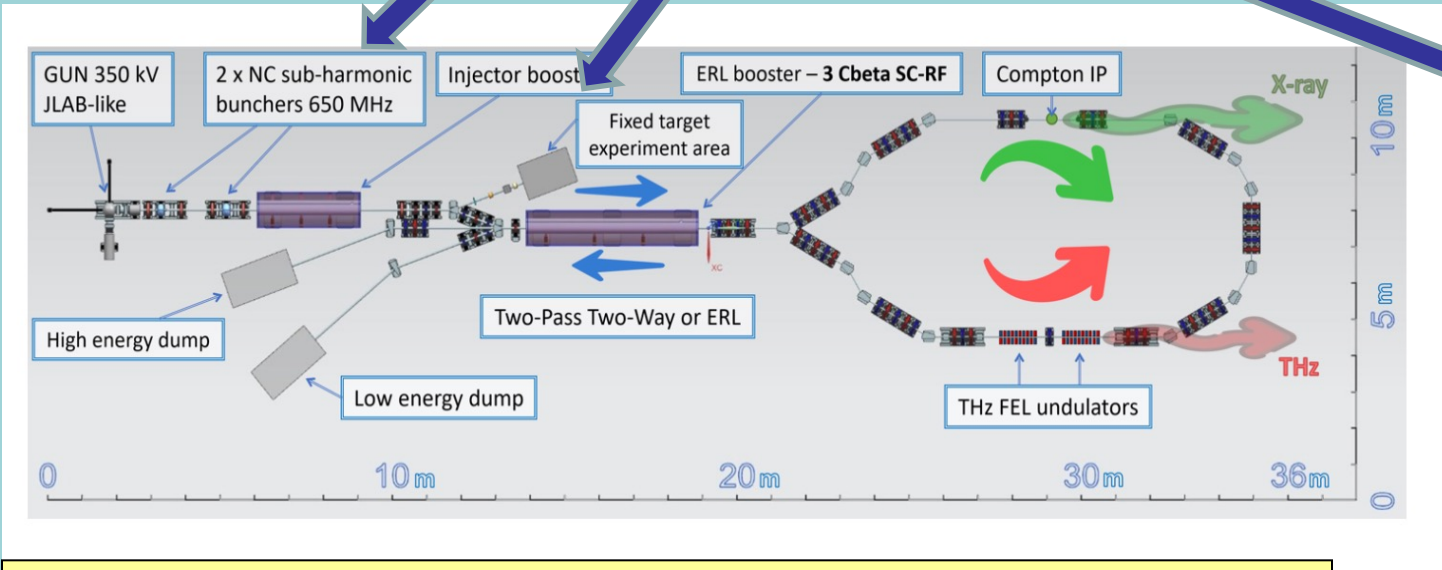 GUN 350 kV
JLAB-like
2 x NC sub-harmonic
bunchers 650 MHz
Injector
ERL booster – 3 Cbeta SC-RF
Compton IP
X-ray
Fixed target
experiment area
10 m
XC
5 m
Two-Pass Two-Way or ERL
High energy dump
THz
Low energy dump
THz FEL undulators
0
10 m
20 m
30 m
36 m
0